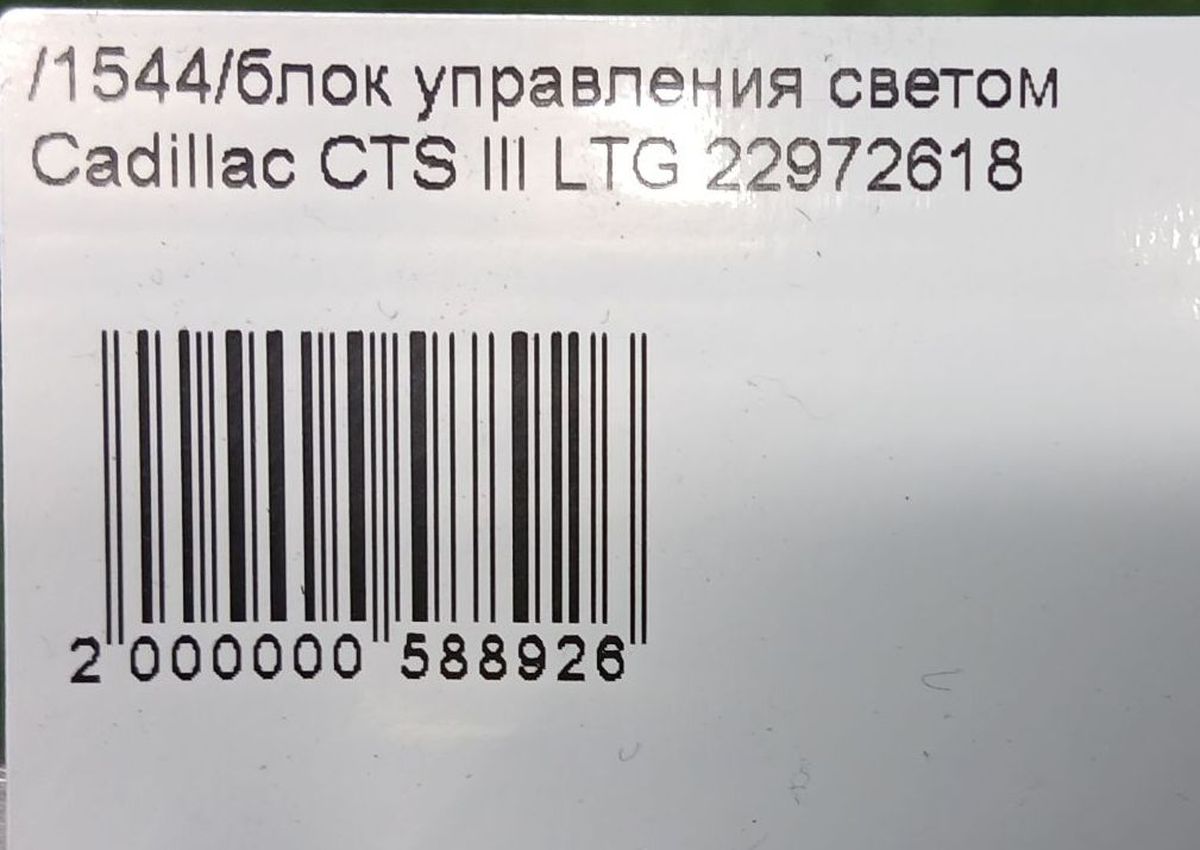 /1544/блок управления светом
Cadillac CTS III LTG 22972618
2 000000 588926